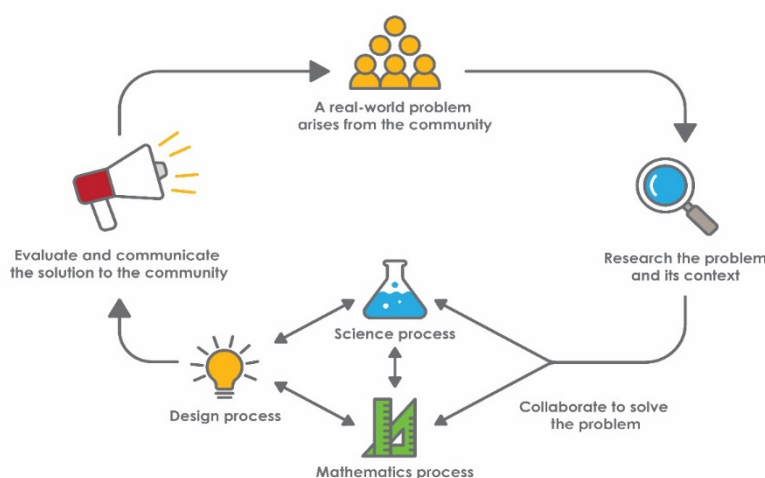 A real-world problem
arises from the community
Evaluate and communicate
the solution to the community
Research the problem
and its context
Science process
Design process
Collaborate to solve
the problem
Mathematics process